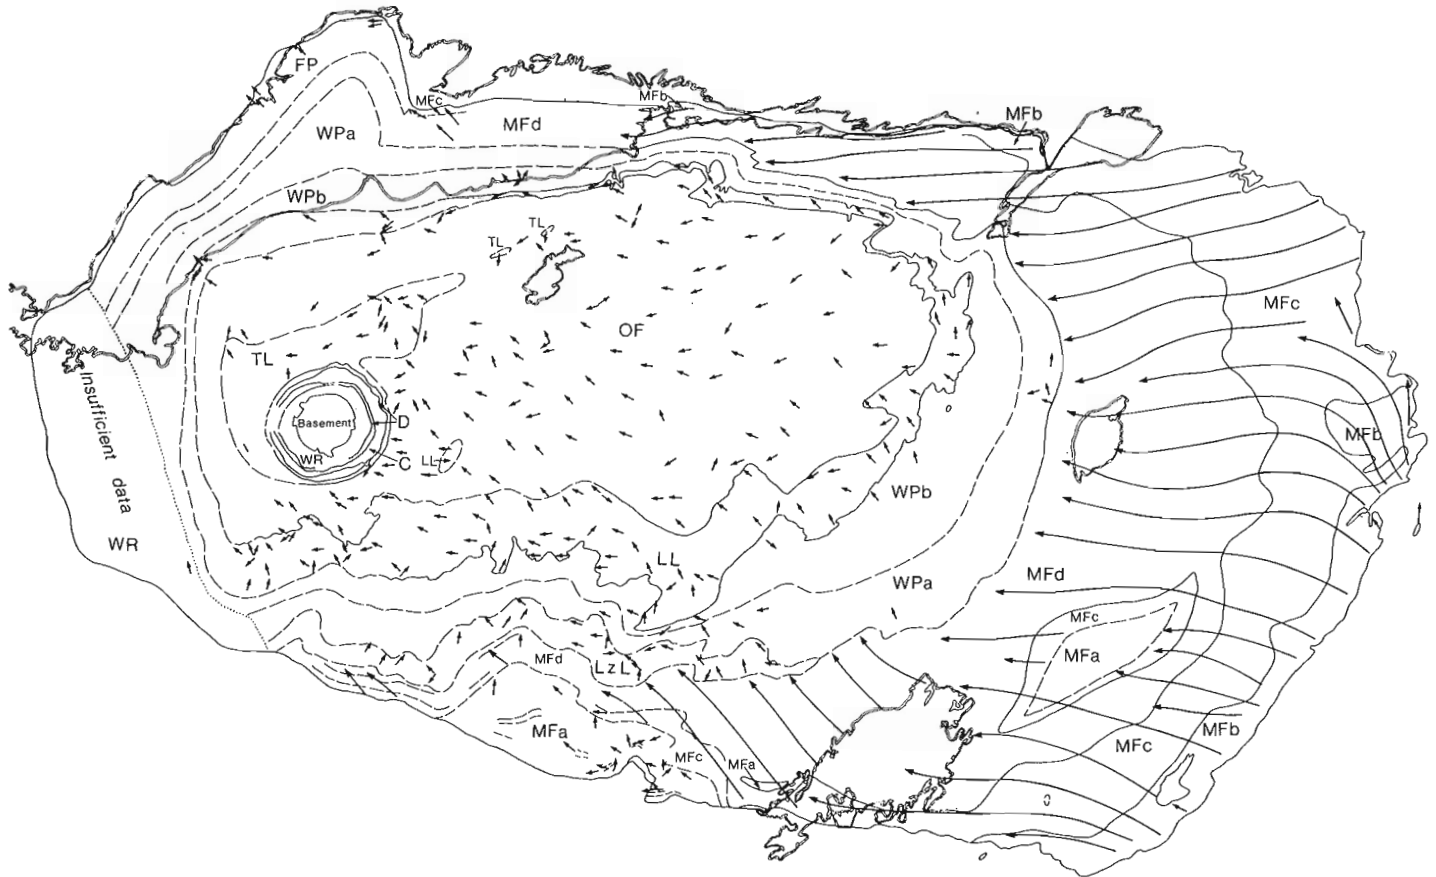 FP
MFc
MFb
MFb
WPa
MFd
WPb
TL
TL
MFc
OF
TL
Basement
D
MFb
WR
C
LL
Insufficient data
WPb
WR
LL
WPa
MFd
MFc
MFd
LzL
MFa
MFa
MFb
MFc
MFc
MFa